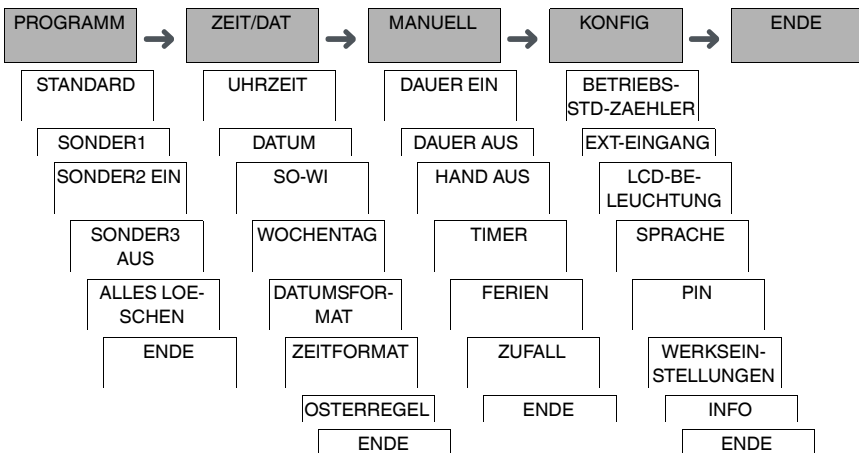 PROGRAMM
ZEIT/DAT
MANUELL
KONFIG
ENDE
STANDARD
SONDER1
SONDER2 EIN
SONDER3
AUS
ALLES LOE-
SCHEN
ENDE
UHRZEIT
DATUM
SO-WI
WOCHENTAG
DATUMSFOR-
MAT
ZEITFORMAT
OSTERREGEL
ENDE
DAUER EIN
DAUER AUS
HAND AUS
TIMER
FERIEN
ZUFALL
ENDE
BETRIEBS-
STD-ZAEHLER
EXT-EINGANG
LCD-BE-
LEUCHTUNG
SPRACHE
PIN
WERKSEIN-
STELLUNGEN
INFO
ENDE